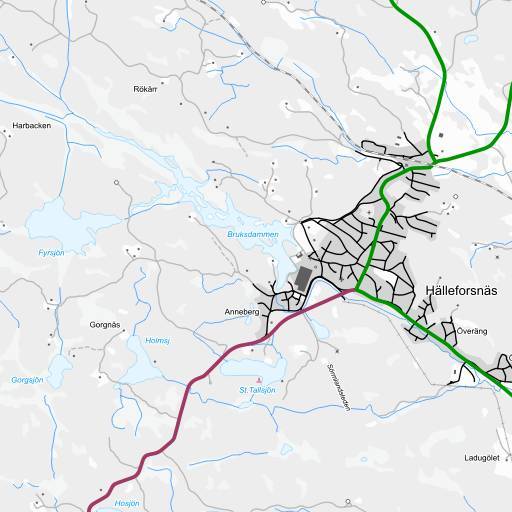 Rökärr
Harbacken
Bruksdammen
Fyrsjön
Hälleforsnäs
Anneberg
Gorgnäs
Överäng
Holmsj
Gorgsjön
St.Tallsjön
Sörmlandsleden
Ladugölet
Hosjön